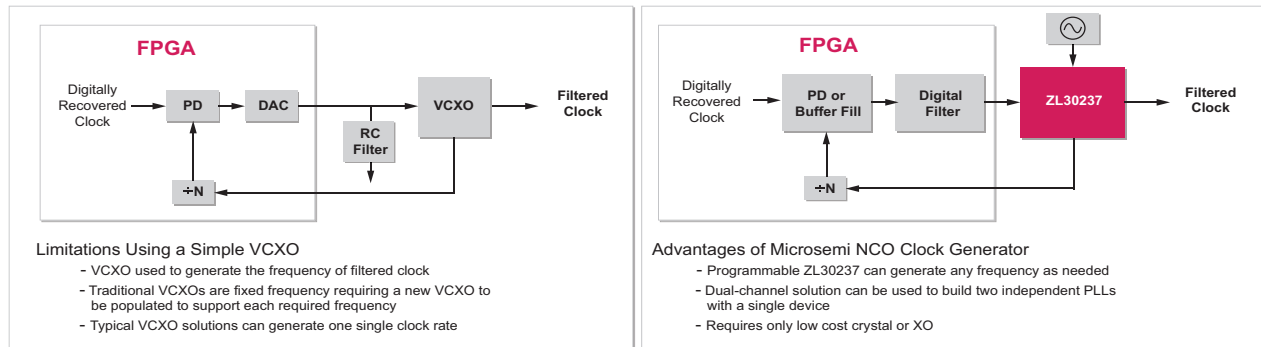 FPGA
Digitally
Recovered
Clock
PD
DAC
VCXO
Filtered
Clock
RC
Filter
÷N
Limitations Using a Simple VCXO
- VCXO used to generate the frequency of filtered clock
- Traditional VCXOs are fixed frequency requiring a new VCXO to
be populated to support each required frequency
- Typical VCXO solutions can generate one single clock rate
FPGA
Digitally
Recovered
Clock
PD or
Buffer Fill
Digital
Filter
ZL30237
Filtered
Clock
÷N
Advantages of Microsemi NCO Clock Generator
- Programmable ZL30237 can generate any frequency as needed
- Dual-channel solution can be used to build two independent PLLs
with a single device
- Requires only low cost crystal or XO